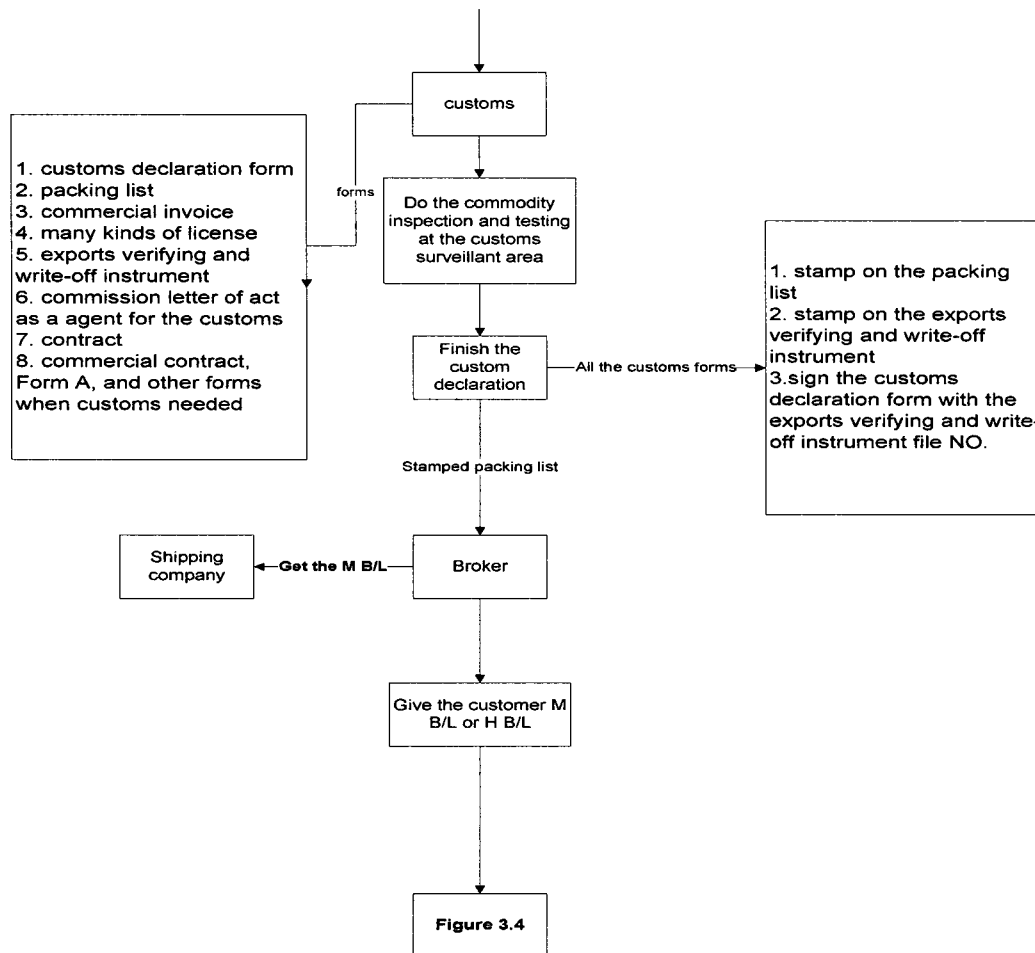 customs
1. customs declaration form
2. packing list
3. commercial invoice
4. many kinds of license
5. exports verifying and
write-off instrument
6. commission letter of act
as a agent for the customs
7. contract
8. commercial contract,
Form A, and other forms
when customs needed
forms
Do the commodity
inspection and testing
at the customs
surveillant area
Finish the
custom
declaration
All the customs forms
1. stamp on the packing
list
2. stamp on the exports
verifying and write-off
instrument
3.sign the customs
declaration form with the
exports verifying and write-
off instrument file NO.
Stamped packing list
Shipping
company
Get the M B/L
Broker
Give the customer M
B/L or H B/L
Figure 3.4